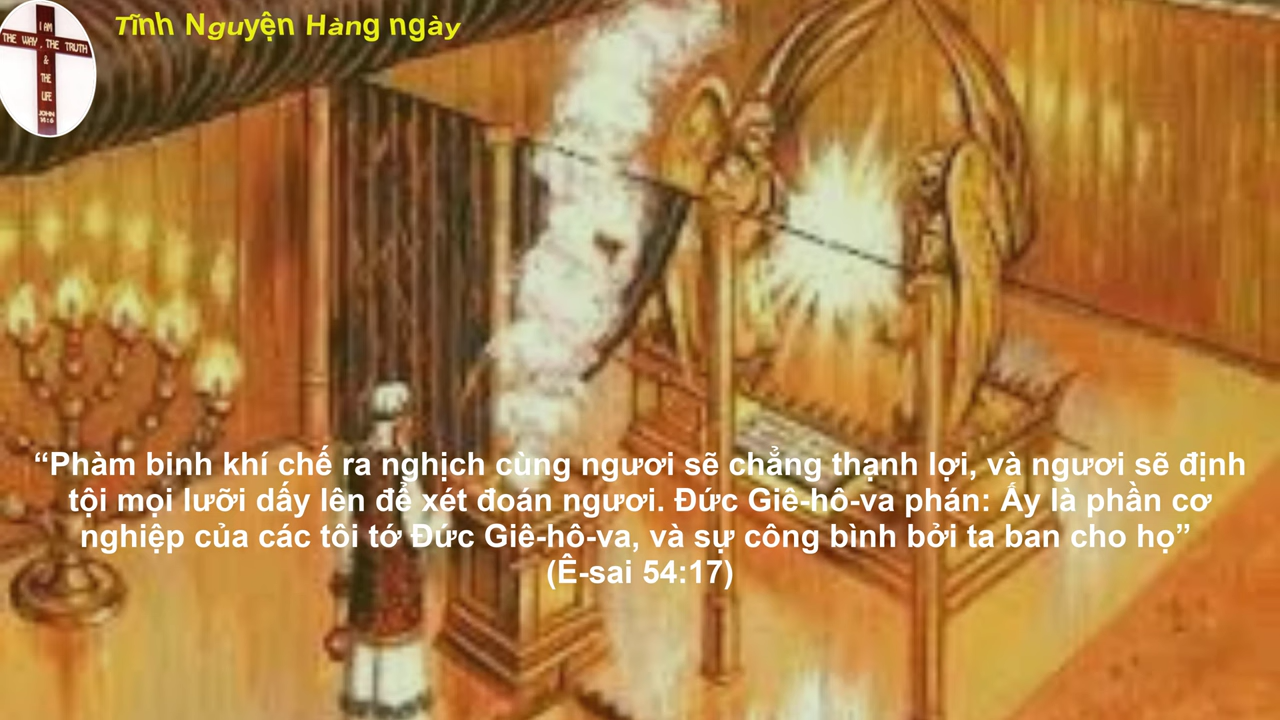 I AM
THE WAY, THE TRUTH
&
THE
LIFE
JOHN
14:6
Tĩnh Nguyện Hàng ngày
“Phàm binh khí chế ra nghịch cùng ngươi sẽ chẳng thạnh lợi, và ngươi sẽ định
tội mọi lưỡi dấy lên để xét đoán ngươi. Đức Giê-hô-va phán: Ấy là phần cơ
nghiệp của các tôi tớ Đức Giê-hô-va, và sự công bình bởi ta ban cho họ”
(Ê-sai 54:17)